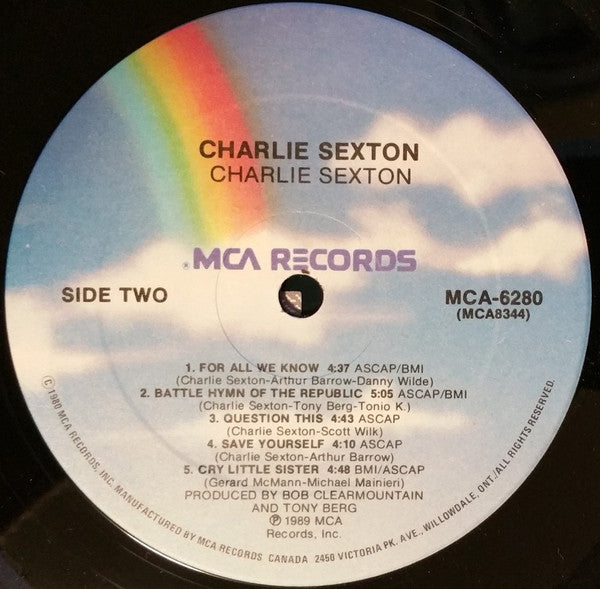 CHARLIE SEXTON
CHARLIE SEXTON
®MCA RECORDS
SIDE TWO
MCA-6280
(MCA8344)
1. FOR ALL WE KNOW 4:37 ASCAP/BMI
(Charlie Sexton-Arthur Barrow-Danny Wilde)
2. BATTLE HYMN OF THE REPUBLIC 5:05 ASCAP/BMI
(Charlie Sexton-Tony Berg-Tonio K.)
3. QUESTION THIS 4:43 ASCAP
(Charlie Sexton-Scott Wilk)
4. SAVE YOURSELF 4:10 ASCAP
(Charlie Sexton-Arthur Barrow)
5. CRY LITTLE SISTER 4:48 BMI/ASCAP
(Gerard McMann-Michael Mainieri)
PRODUCED BY BOB CLEARMOUNTAIN
AND TONY BERG
℗ 1989 MCA
Records, Inc.
©1980 MCA RECORDS, INC. MANUFACTURED BY MCA RECORDS CANADA 2450 VICTORIA PK. AVE., WILLOWDALE, ONT./ALL RIGHTS RESERVED.